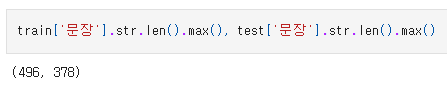 train['문장'].str.len().max(), test['문장'].str.len().max()
(496, 378)